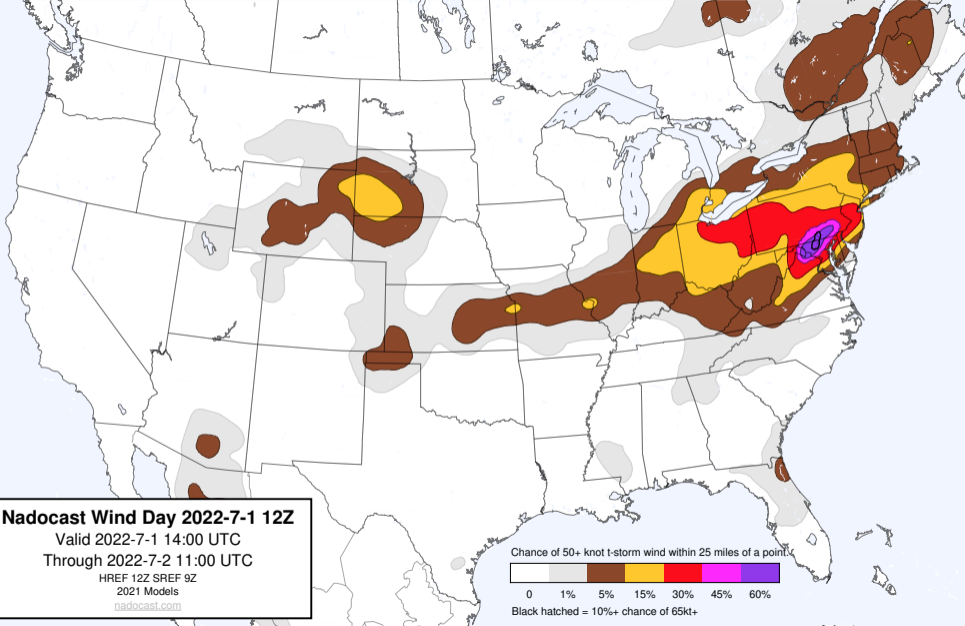 Nadocast Wind Day 2022-7-1 12Z
Valid 2022-7-1 14:00 UTC
Through 2022-7-2 11:00 UTC
HREF 12Z SREF 9Z
2021 Models
nadocast.com
Chance of 50+ knot t-storm wind within 25 miles of a point.
0 1% 5% 15% 30% 45% 60%
Black hatched = 10%+ chance of 65kt+